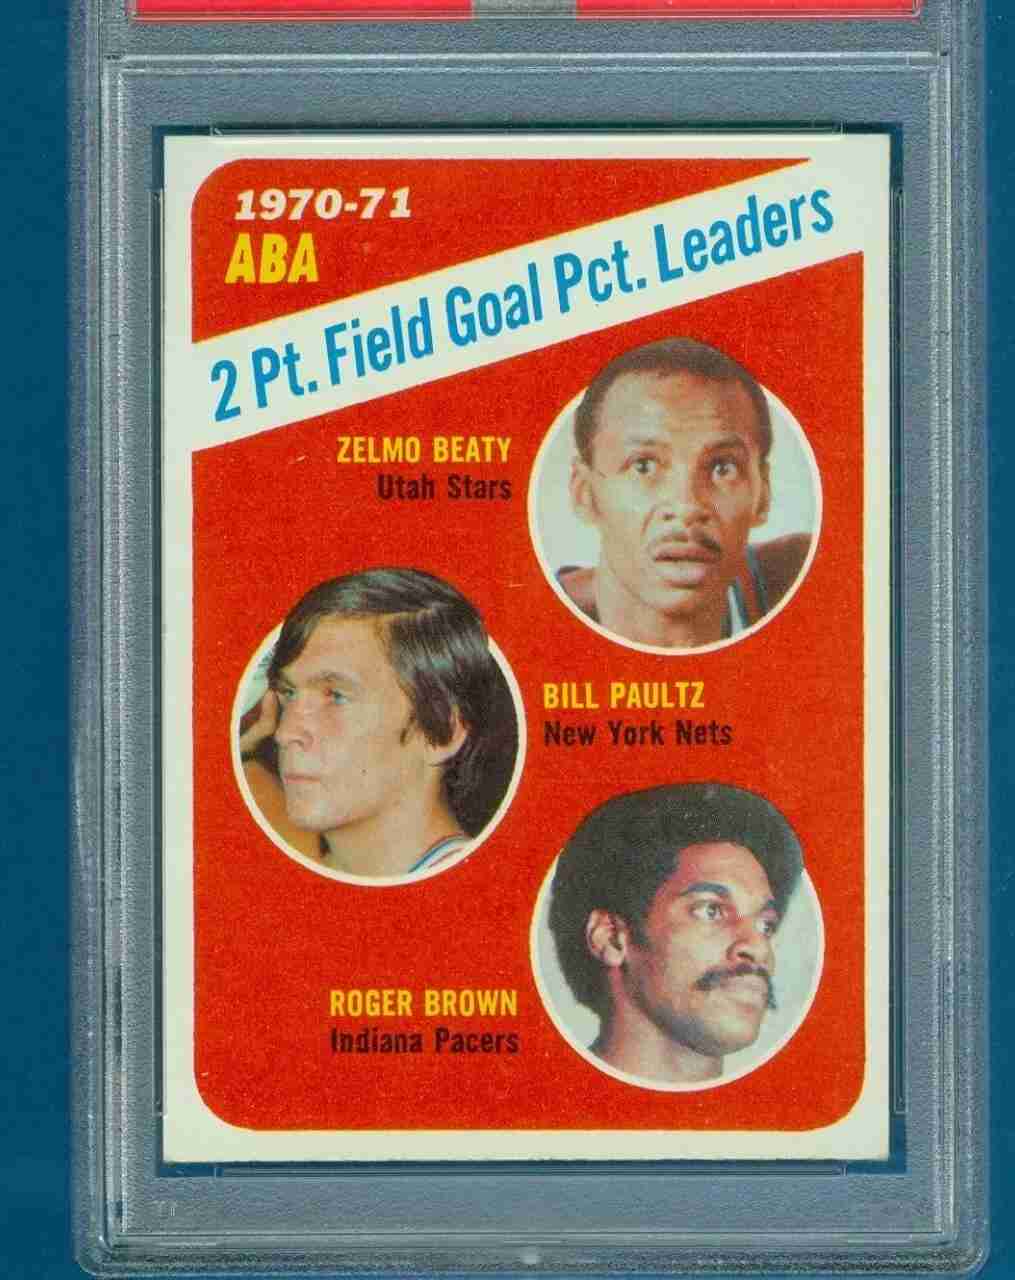 1970-71
ABA
2 Pt. Field Goal Pct. Leaders
ZELMO BEATY
Utah Stars
BILL PAULTZ
New York Nets
ROGER BROWN
Indiana Pacers